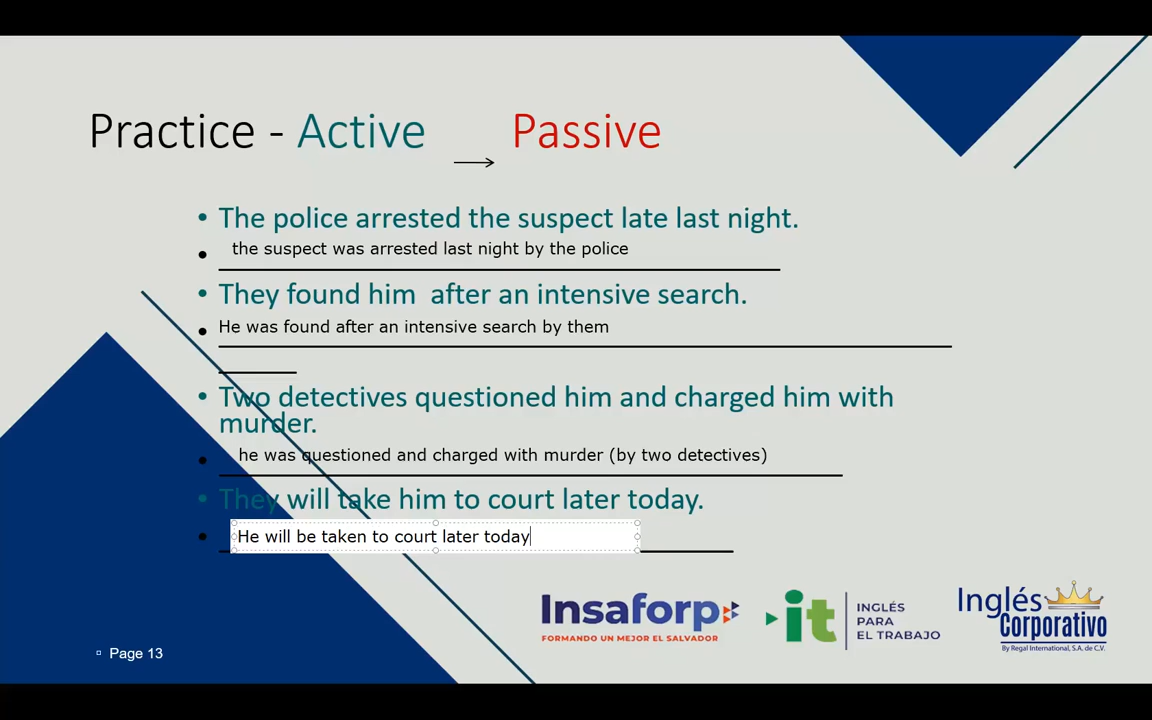 Practice - Active → Passive
• The police arrested the suspect late last night.
• the suspect was arrested last night by the police
• They found him  after an intensive search.
• He was found after an intensive search by them
• Two detectives questioned him and charged him with
murder.
• he was questioned and charged with murder (by two detectives)
• They will take him to court later today.
• He will be taken to court later today
Insaforp
FORMANDO UN MEJOR EL SALVADOR
it
INGLÉS
PARA
EL TRABAJO
Inglés
Corporativo
By Regal International, S.A. de C.V.
Page 13